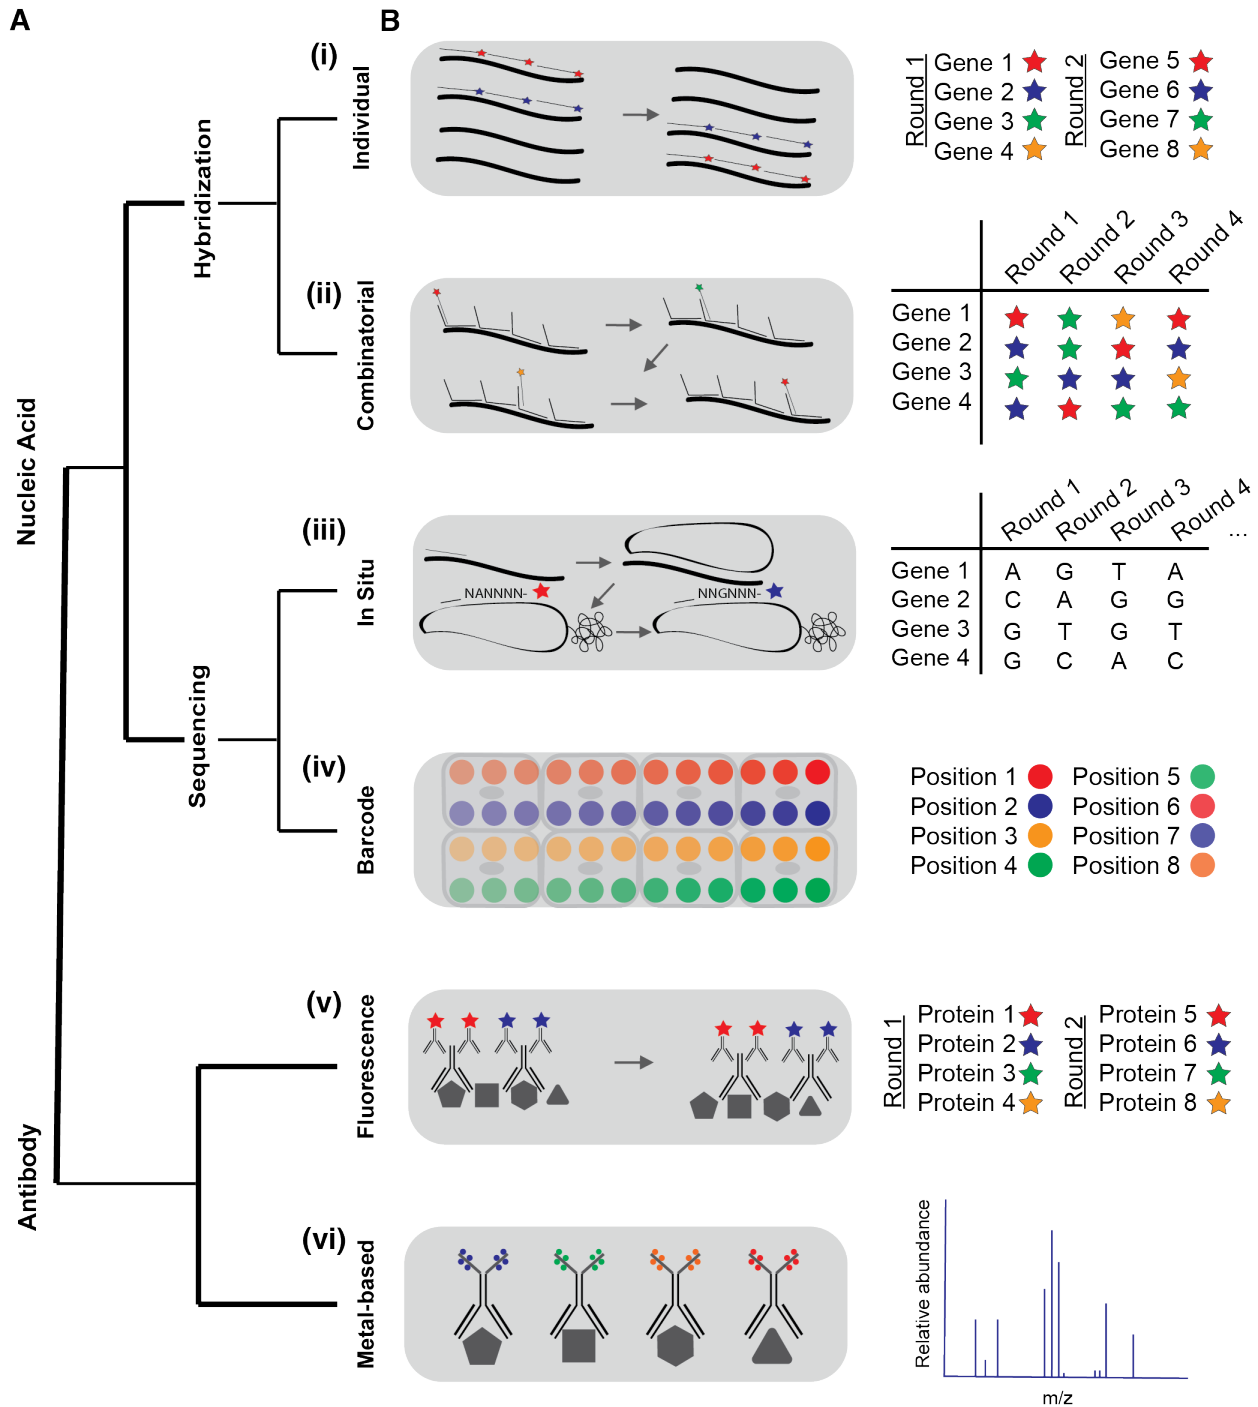 A
B
Nucleic Acid
Antibody
Hybridization
Sequencing
(i)
Individual
Round 1
Gene 1
Gene 2
Gene 3
Gene 4
Round 2
Gene 5
Gene 6
Gene 7
Gene 8
(ii)
Combinatorial
Round 1 Round 2 Round 3 Round 4
Gene 1
Gene 2
Gene 3
Gene 4
(iii)
In Situ
NANNNN-
NNGNNN-
Round 1 Round 2 Round 3 Round 4 ...
Gene 1 A G T A
Gene 2 C A G G
Gene 3 G T G T
Gene 4 G C A C
(iv)
Barcode
Position 1 Position 5
Position 2 Position 6
Position 3 Position 7
Position 4 Position 8
(v)
Fluorescence
Round 1
Protein 1
Protein 2
Protein 3
Protein 4
Round 2
Protein 5
Protein 6
Protein 7
Protein 8
(vi)
Metal-based
Relative abundance
m/z